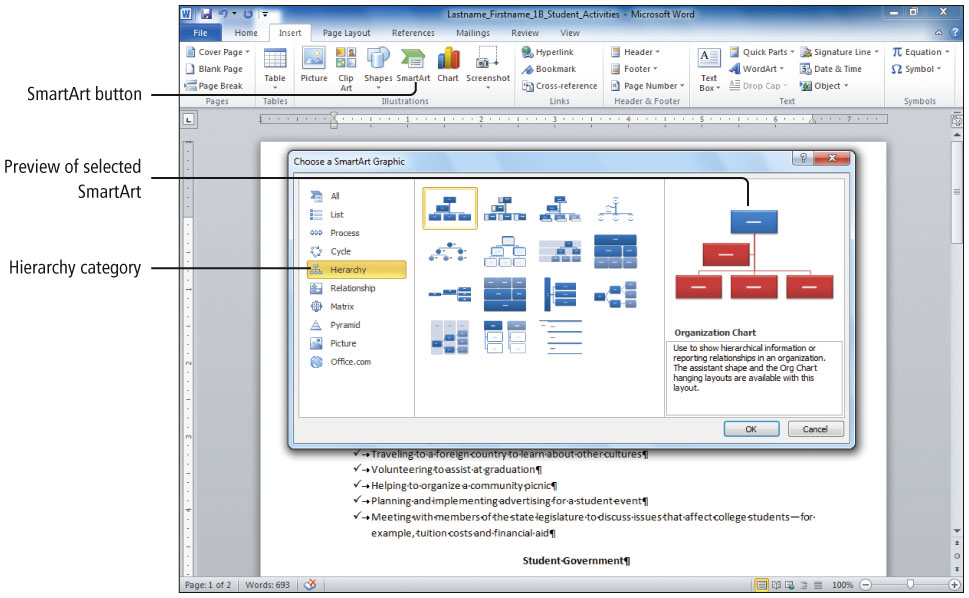 Lastname_Firstname_1B_Student_Activities - Microsoft Word
File Home Insert Page Layout References Mailings Review View
Cover Page
Blank Page
Page Break
Pages
Table
Tables
Picture
Clip Art
Shapes
SmartArt
Chart
Screenshot
Illustrations
Hyperlink
Bookmark
Cross-reference
Links
Header
Footer
Page Number
Header & Footer
Text Box
Quick Parts
WordArt
Drop Cap
Signature Line
Date & Time
Object
Text
Equation
Symbol
Symbols
SmartArt button
Preview of selected
SmartArt
Hierarchy category
1 2 3 4 5 6 7
Choose a SmartArt Graphic
All
List
Process
Cycle
Hierarchy
Relationship
Matrix
Pyramid
Picture
Office.com
Organization Chart
Use to show hierarchical information or
reporting relationships in an organization.
The assistant shape and the Org Chart
hanging layouts are available with this
layout.
OK Cancel
Traveling·to·a·foreign·country·to·learn·about·other·cultures¶
Volunteering·to·assist·at·graduation¶
Helping·to·organize·a·community·picnic¶
Planning·and·implementing·advertising·for·a·student·event¶
Meeting·with·members·of·the·state·legislature·to·discuss·issues·that·affect·college·students—for·
example,·tuition·costs·and·financial·aid¶
Student·Government¶
Page: 1 of 2 Words: 693 100%